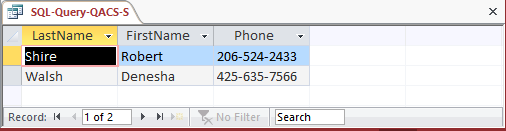 SQL-Query-QACS-S
LastName FirstName Phone
Shire Robert 206-524-2433
Walsh Denesha 425-635-7566
Record: 1 of 2 No Filter Search